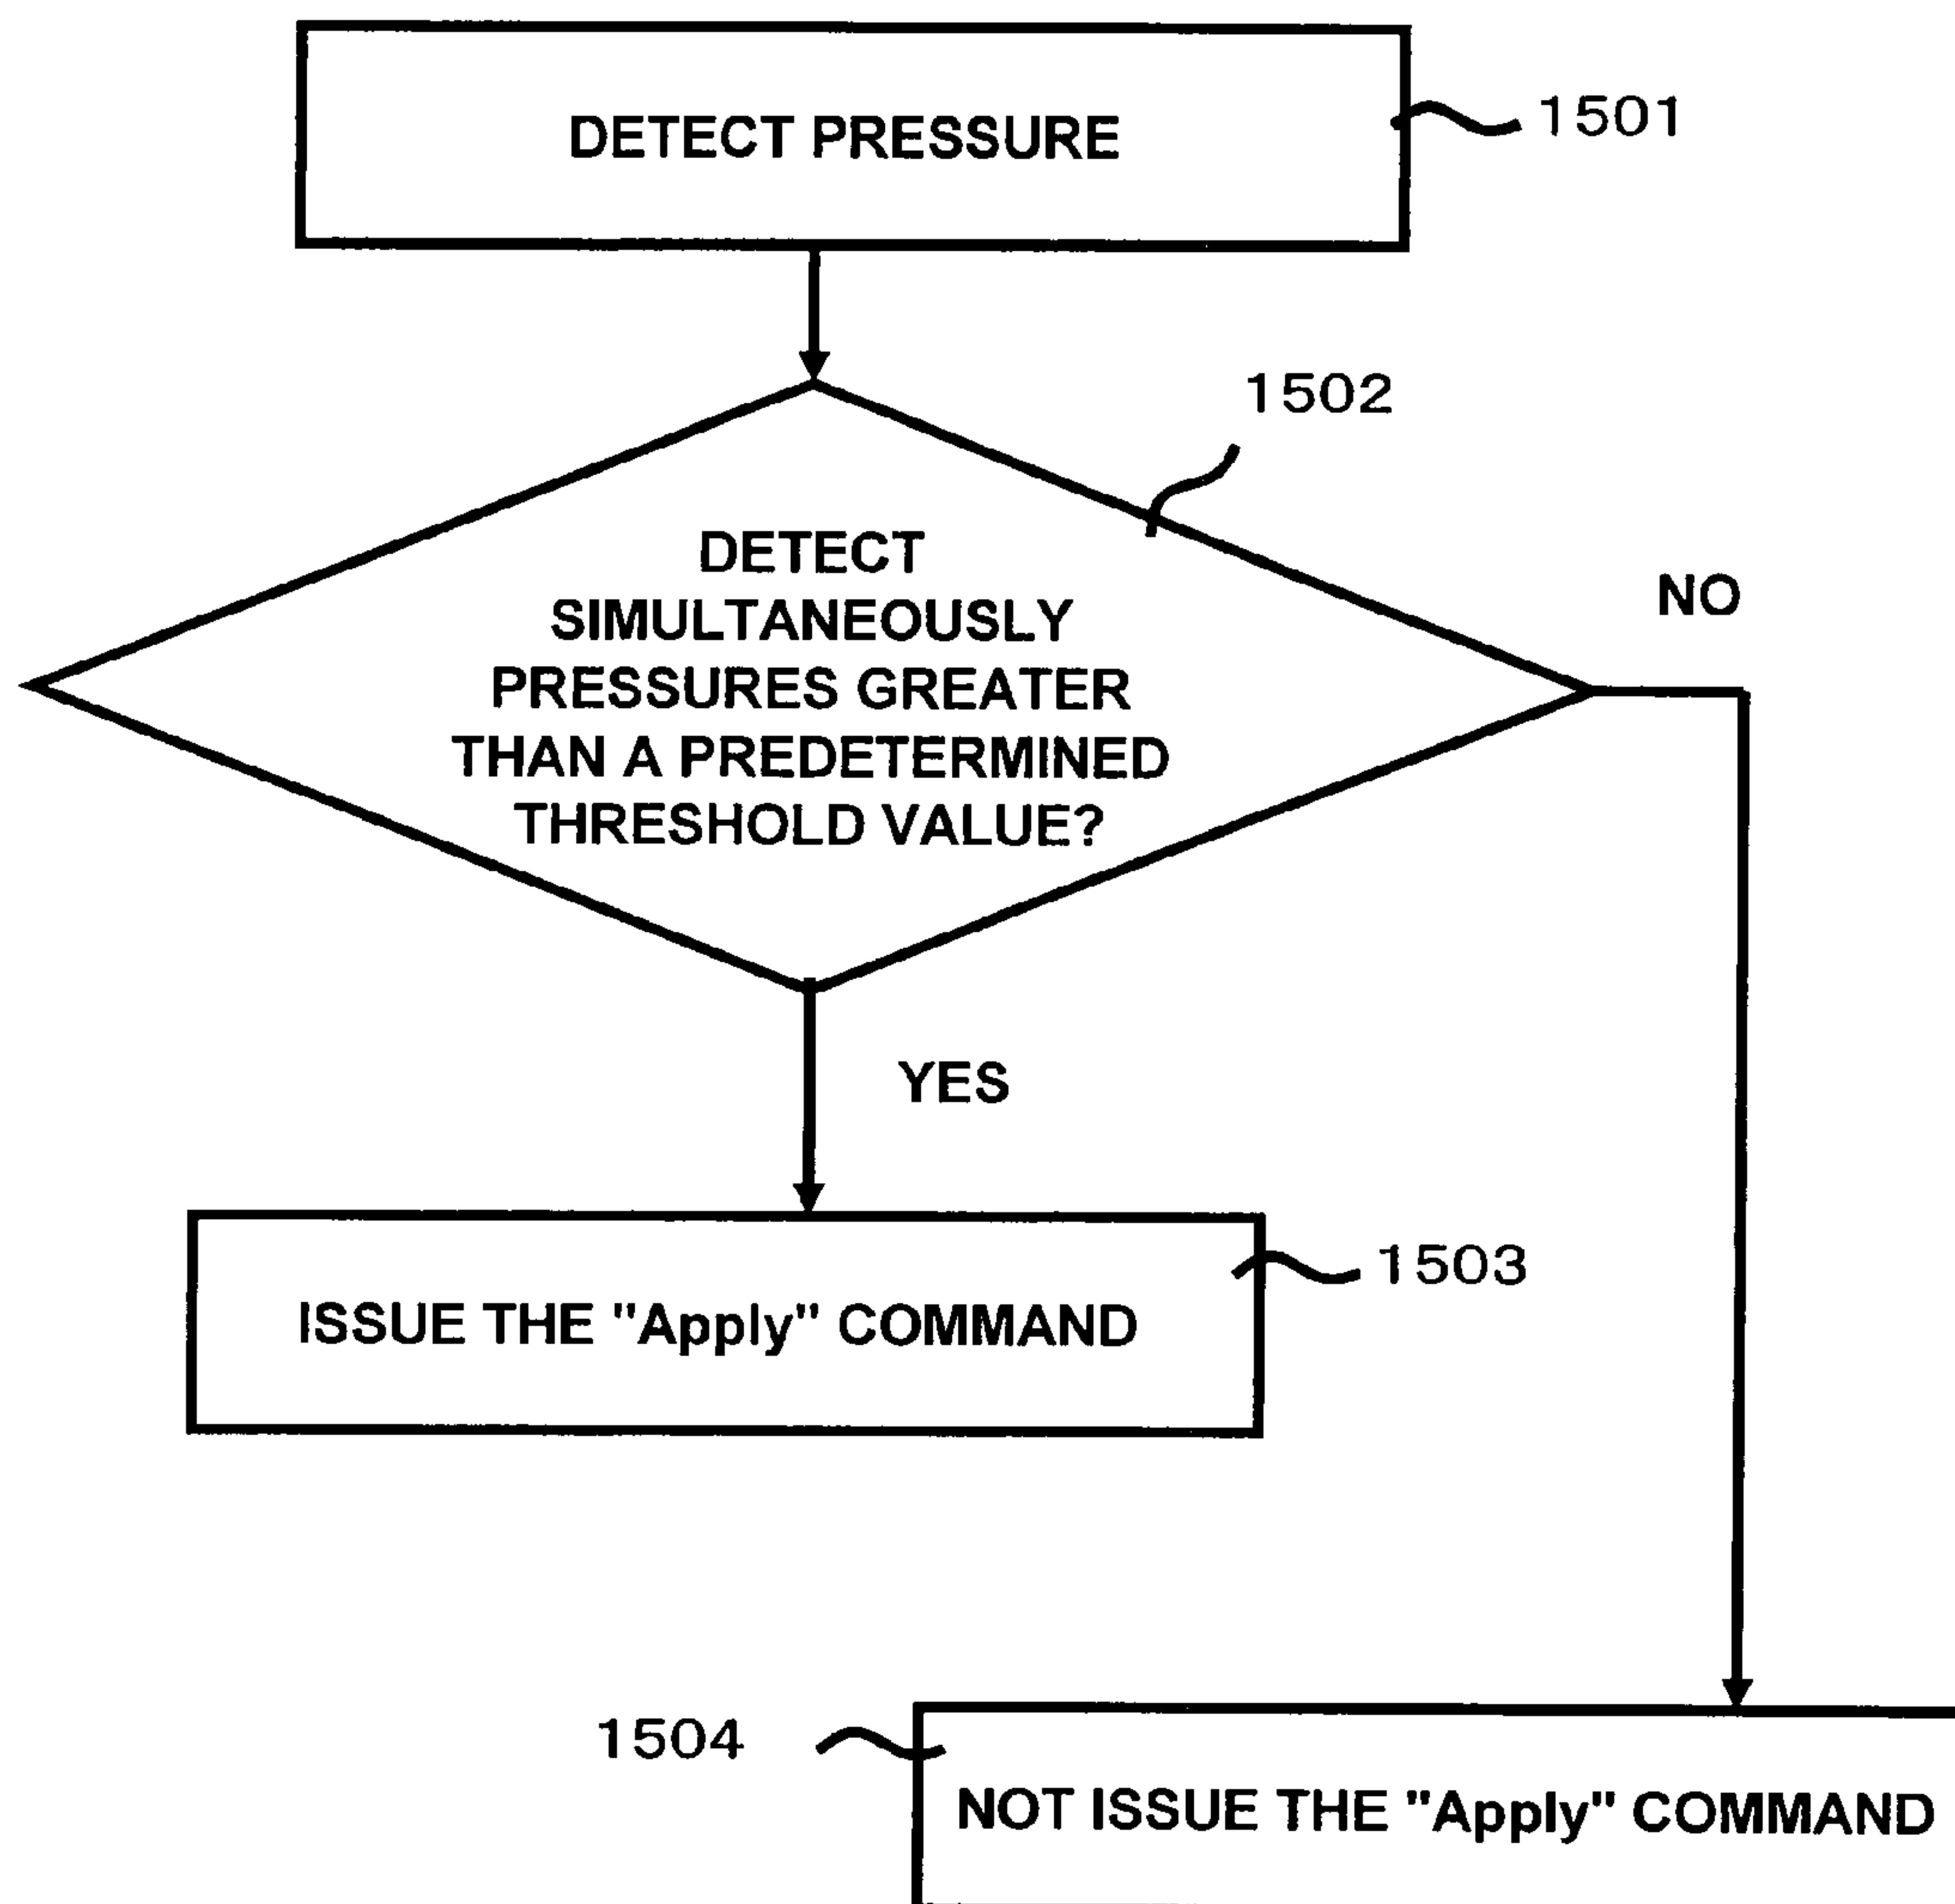 DETECT PRESSURE
1501
1502
DETECT
SIMULTANEOUSLY
PRESSURES GREATER
THAN A PREDETERMINED
THRESHOLD VALUE?
NO
YES
1503
ISSUE THE "Apply" COMMAND
1504
NOT ISSUE THE "Apply" COMMAND